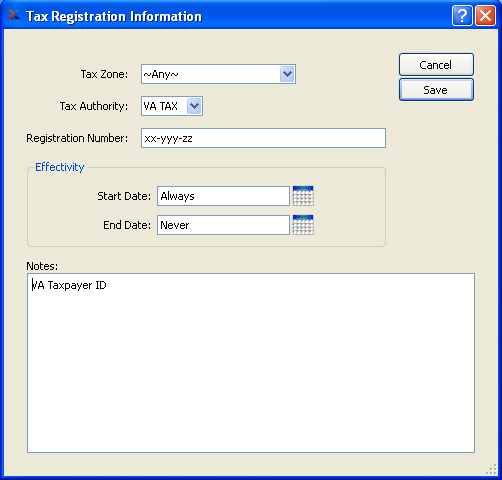 Tax Registration Information
Tax Zone: ~Any~
Cancel
Save
Tax Authority: VA TAX
Registration Number: xx-yyy-zz
Effectivity
Start Date: Always
End Date: Never
Notes:
VA Taxpayer ID